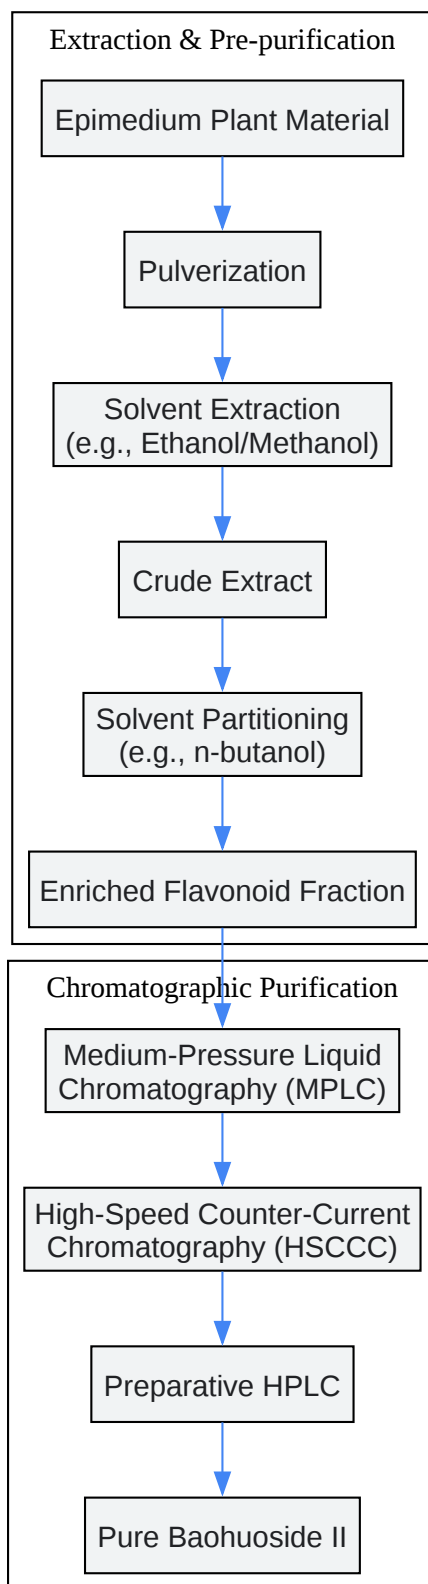 Extraction & Pre-purification
Epimedium Plant Material
Pulverization
Solvent Extraction
(e.g., Ethanol/Methanol)
Crude Extract
Solvent Partitioning
(e.g., n-butanol)
Enriched Flavonoid Fraction
Chromatographic Purification
Medium-Pressure Liquid
Chromatography (MPLC)
High-Speed Counter-Current
Chromatography (HSCCC)
Preparative HPLC
Pure Baohuoside II